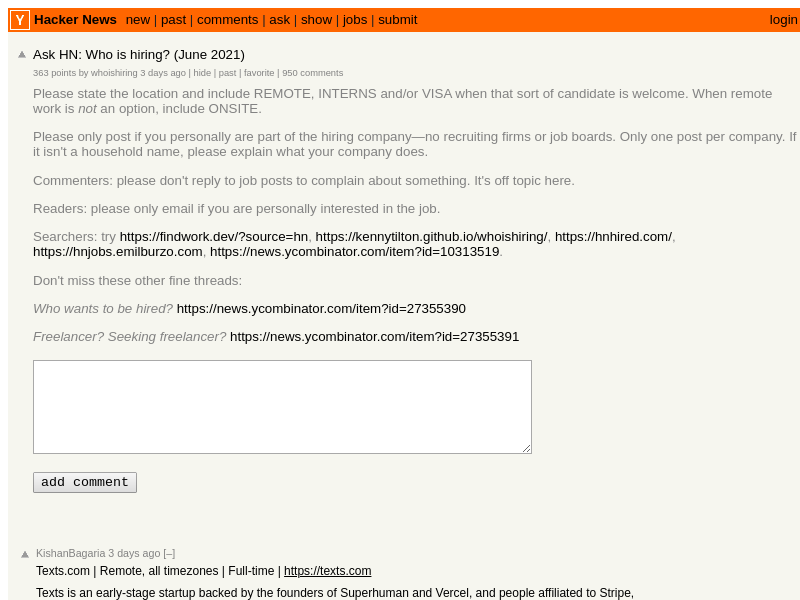 Y Hacker News new | past | comments | ask | show | jobs | submit login
Ask HN: Who is hiring? (June 2021)
363 points by whoishiring 3 days ago | hide | past | favorite | 950 comments
Please state the location and include REMOTE, INTERNS and/or VISA when that sort of candidate is welcome. When remote
work is not an option, include ONSITE.
Please only post if you personally are part of the hiring company—no recruiting firms or job boards. Only one post per company. If
it isn't a household name, please explain what your company does.
Commenters: please don't reply to job posts to complain about something. It's off topic here.
Readers: please only email if you are personally interested in the job.
Searchers: try https://findwork.dev/?source=hn, https://kennytilton.github.io/whoishiring/, https://hnhired.com/,
https://hnjobs.emilburzo.com, https://news.ycombinator.com/item?id=10313519.
Don't miss these other fine threads:
Who wants to be hired? https://news.ycombinator.com/item?id=27355390
Freelancer? Seeking freelancer? https://news.ycombinator.com/item?id=27355391
add comment
KishanBagaria 3 days ago [–]
Texts.com | Remote, all timezones | Full-time | https://texts.com
Texts is an early-stage startup backed by the founders of Superhuman and Vercel, and people affiliated to Stripe,